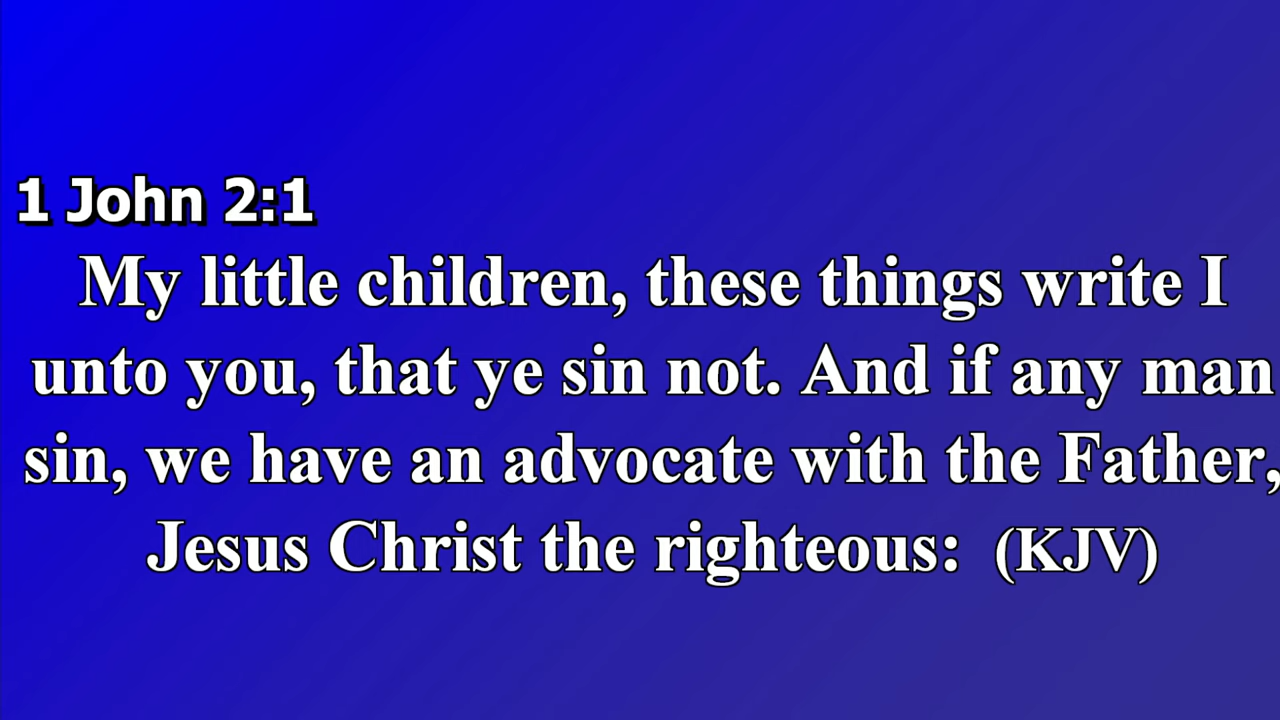 1 John 2:1
My little children, these things write I
unto you, that ye sin not. And if any man
sin, we have an advocate with the Father,
Jesus Christ the righteous: (KJV)